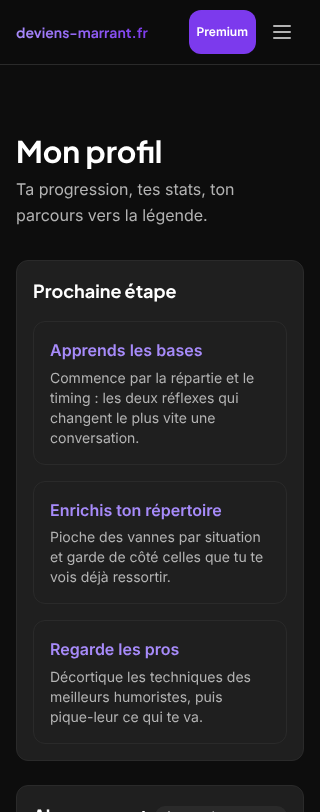 deviens-marrant.fr
Premium
Mon profil
Ta progression, tes stats, ton
parcours vers la légende.
Prochaine étape
Apprends les bases
Commence par la répartie et le
timing : les deux réflexes qui
changent le plus vite une
conversation.
Enrichis ton répertoire
Pioche des vannes par situation
et garde de côté celles que tu te
vois déjà ressortir.
Regarde les pros
Décortique les techniques des
meilleurs humoristes, puis
pique-leur ce qui te va.